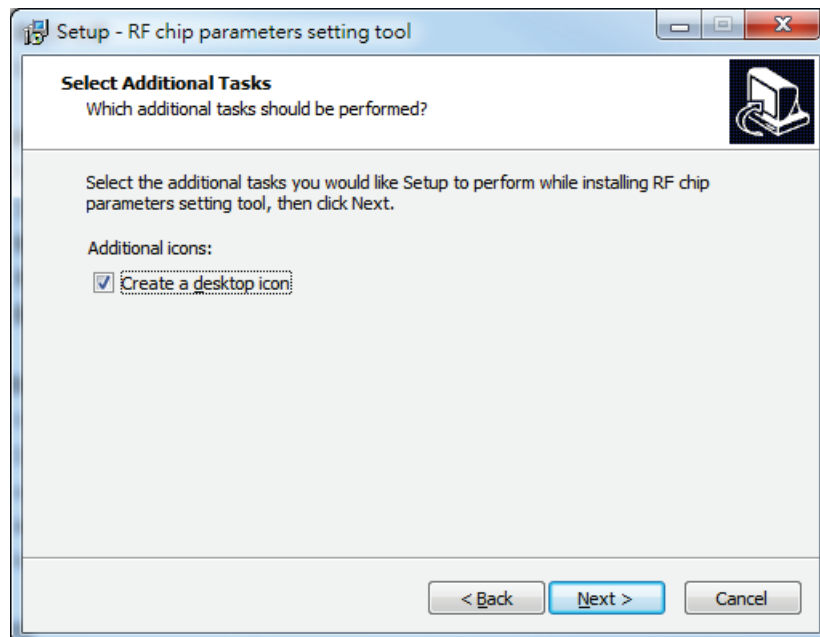 Setup - RF chip parameters setting tool
Select Additional Tasks
Which additional tasks should be performed?
Select the additional tasks you would like Setup to perform while installing RF chip
parameters setting tool, then click Next.
Additional icons:
Create a desktop icon
< Back Next > Cancel